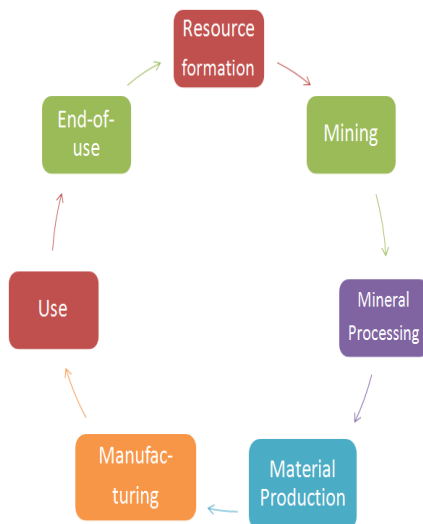 Resource
formation
Mining
Mineral
Processing
Material
Production
Manufac-
turing
Use
End-of-
use